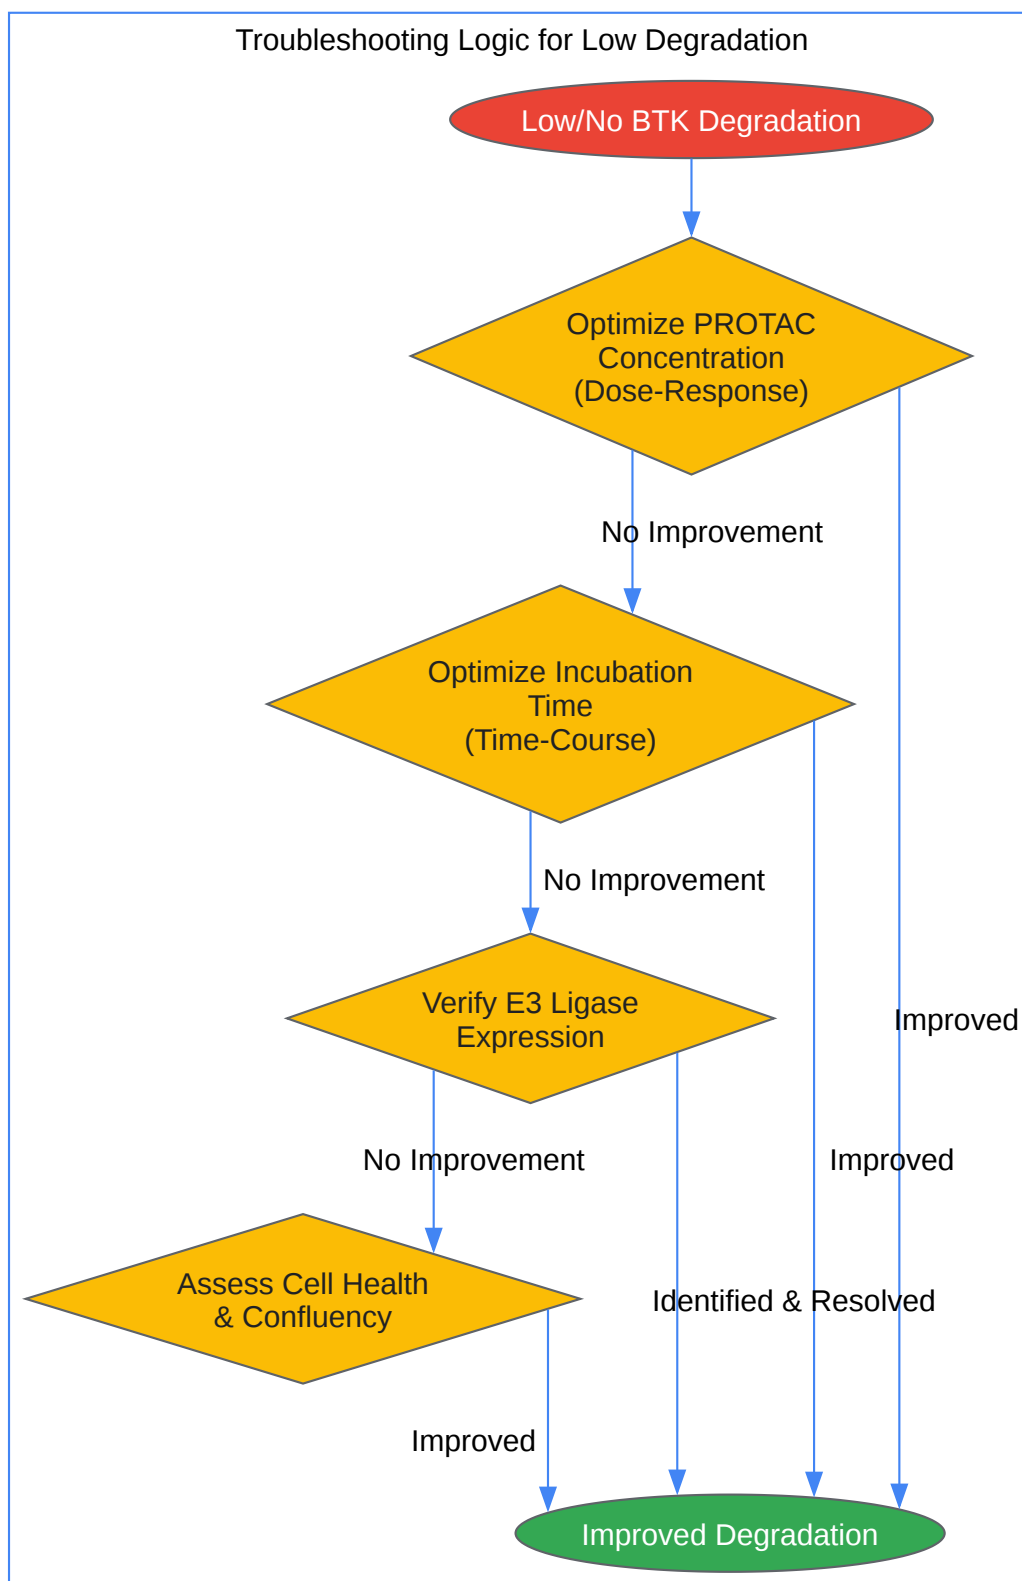 Troubleshooting Logic for Low Degradation
Low/No BTK Degradation
Optimize PROTAC
Concentration
(Dose-Response)
No Improvement
Optimize Incubation
Time
(Time-Course)
No Improvement
Verify E3 Ligase
Expression
Improved
No Improvement
Improved
Assess Cell Health
& Confluency
Identified & Resolved
Improved
Improved Degradation